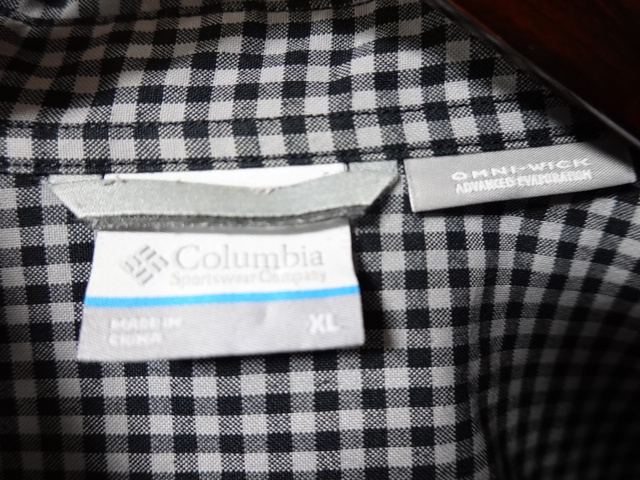 Columbia
Sportswear Company
MADE IN
CHINA
XL
OMNI-WICK
ADVANCED EVAPORATION